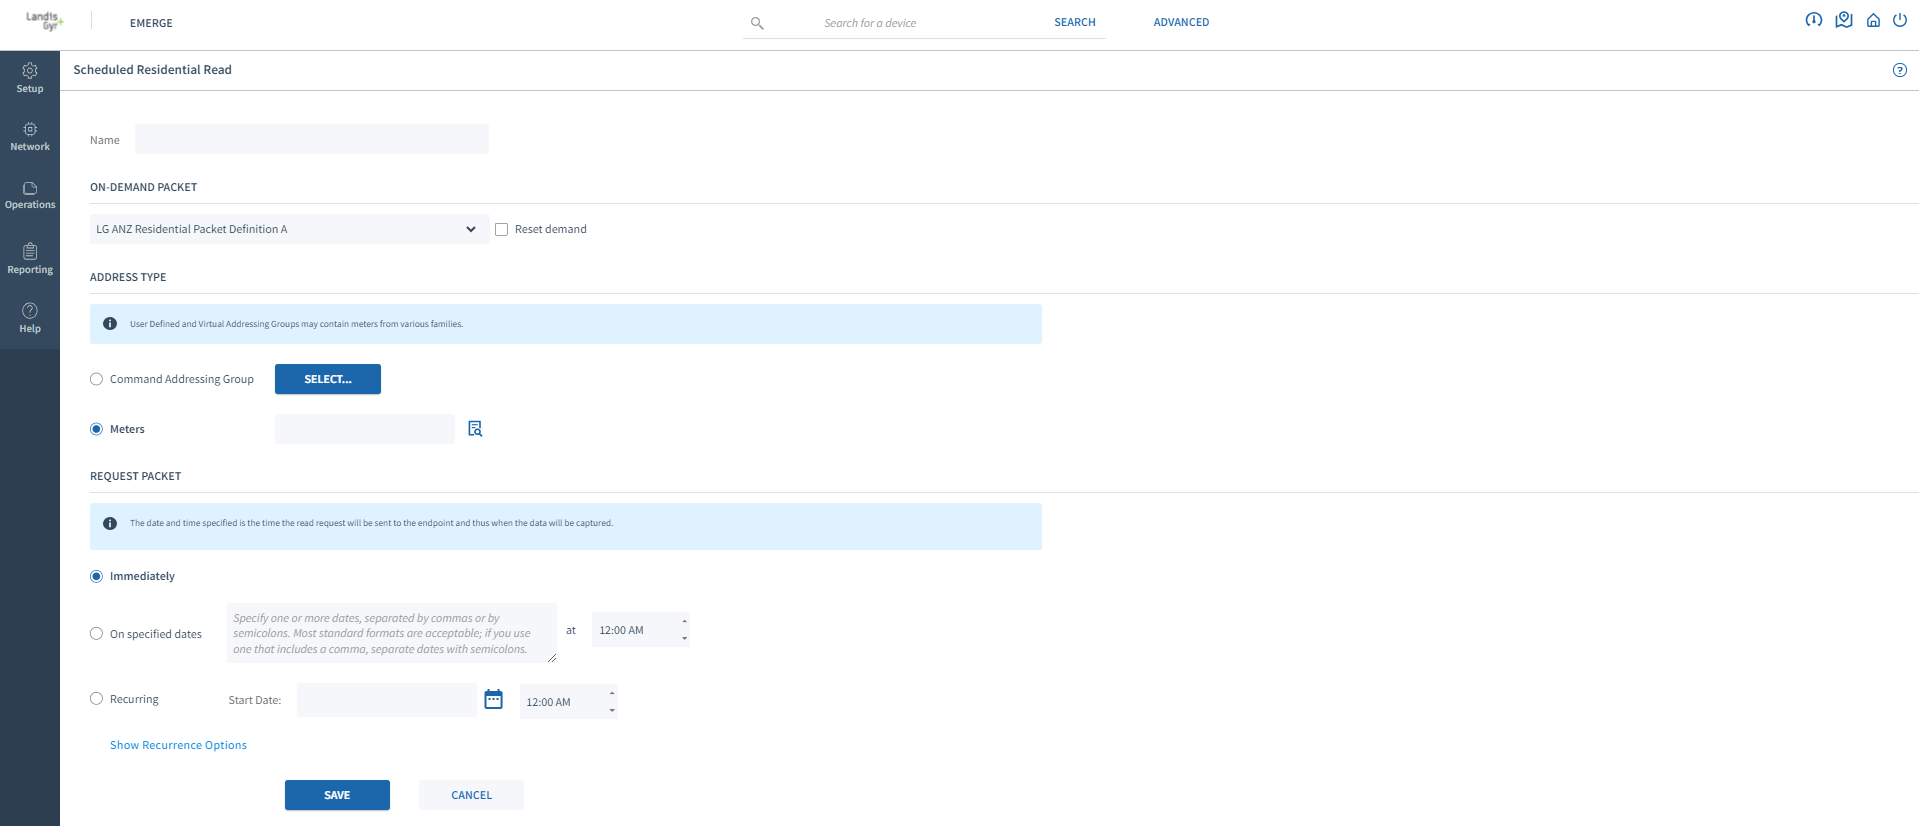 Landis
Gyr+
EMERGE
Search for a device
SEARCH
ADVANCED
Setup
Network
Operations
Reporting
Help
Scheduled Residential Read
Name
ON-DEMAND PACKET
LG ANZ Residential Packet Definition A
Reset demand
ADDRESS TYPE
User Defined and Virtual Addressing Groups may contain meters from various families.
Command Addressing Group
SELECT...
Meters
REQUEST PACKET
The date and time specified is the time the read request will be sent to the endpoint and thus when the data will be captured.
Immediately
On specified dates
Specify one or more dates, separated by commas or by
semicolons. Most standard formats are acceptable; if you use
one that includes a comma, separate dates with semicolons.
at
12:00 AM
Recurring
Start Date:
12:00 AM
Show Recurrence Options
SAVE
CANCEL